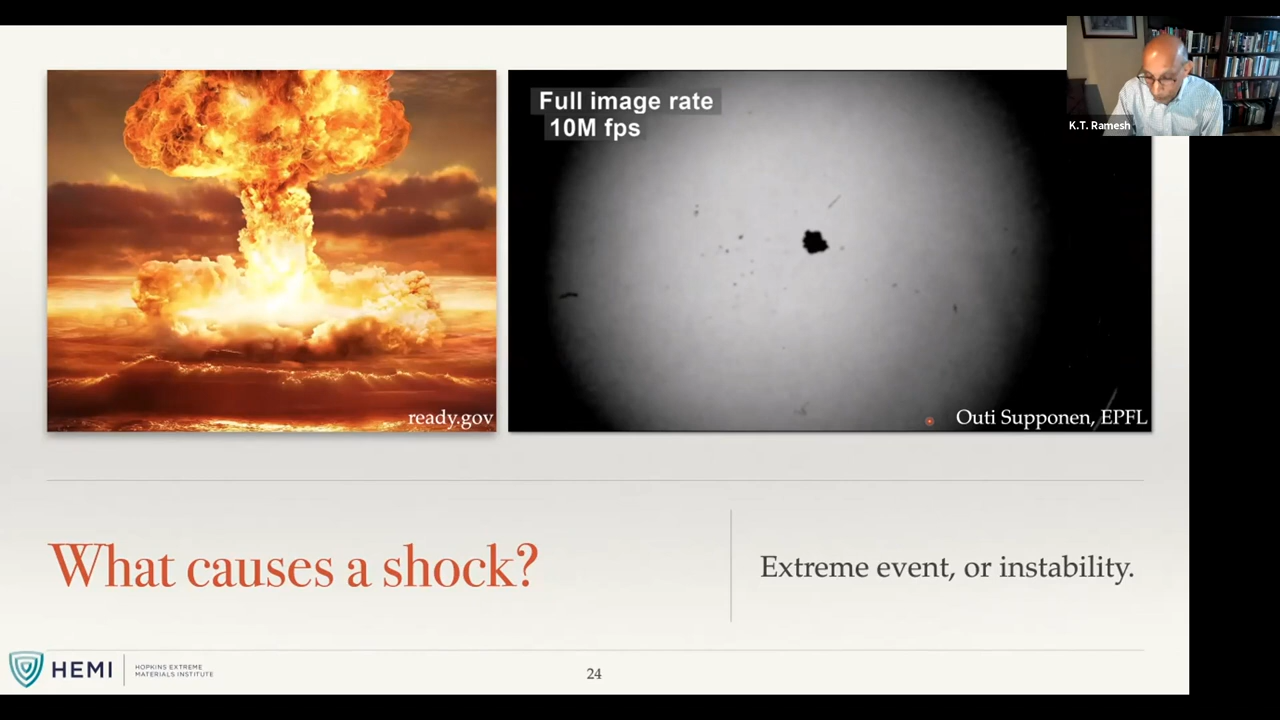 Full image rate
10M fps
K.T. Ramesh
ready.gov
Outi Supponen, EPFL
What causes a shock?
Extreme event, or instability.
HEMI
HOPKINS EXTREME
MATERIALS INSTITUTE
24